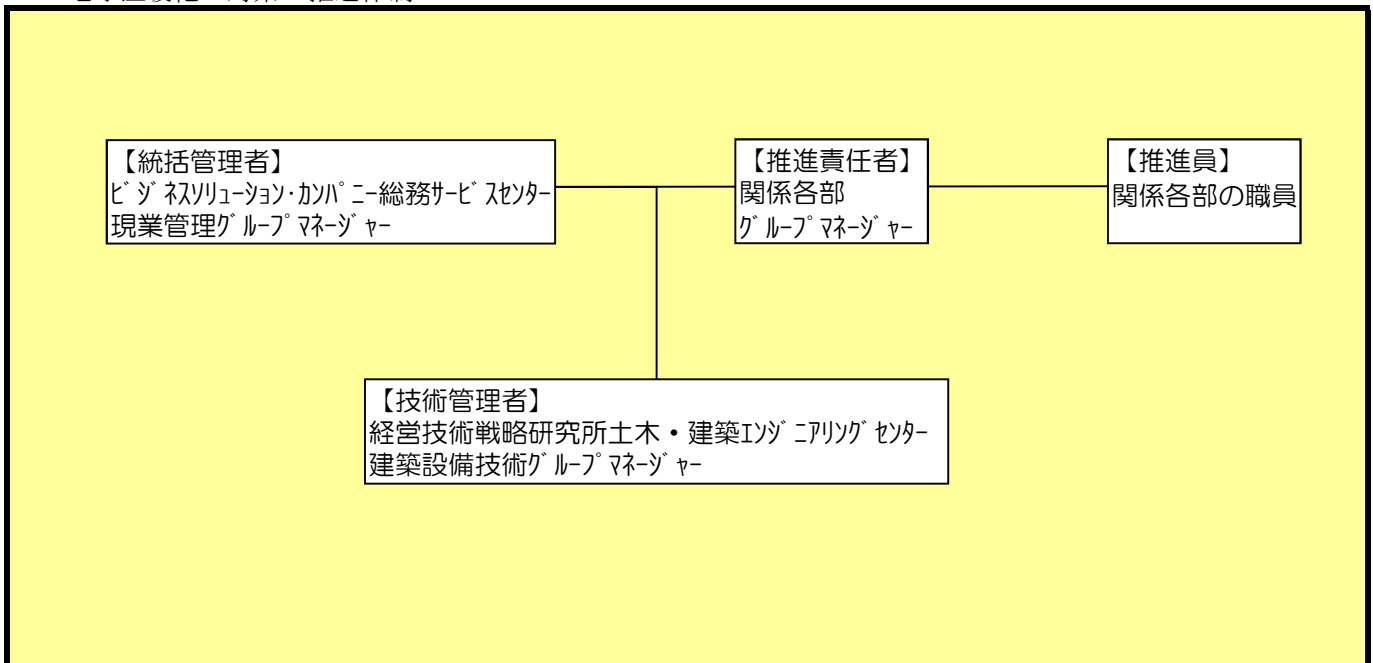 【統括管理者】
ﾋﾞｼﾞﾈｽｿﾘｭｰｼｮﾝ･ｶﾝﾊﾟﾆｰ総務ｻｰﾋﾞｽｾﾝﾀｰ
現業管理ｸﾞﾙｰﾌﾟﾏﾈｰｼﾞｬｰ
【推進責任者】
関係各部
ｸﾞﾙｰﾌﾟﾏﾈｰｼﾞｬｰ
【推進員】
関係各部の職員
【技術管理者】
経営技術戦略研究所土木・建築ｴﾝｼﾞﾆｱﾘﾝｸﾞｾﾝﾀｰ
建築設備技術ｸﾞﾙｰﾌﾟﾏﾈｰｼﾞｬｰ